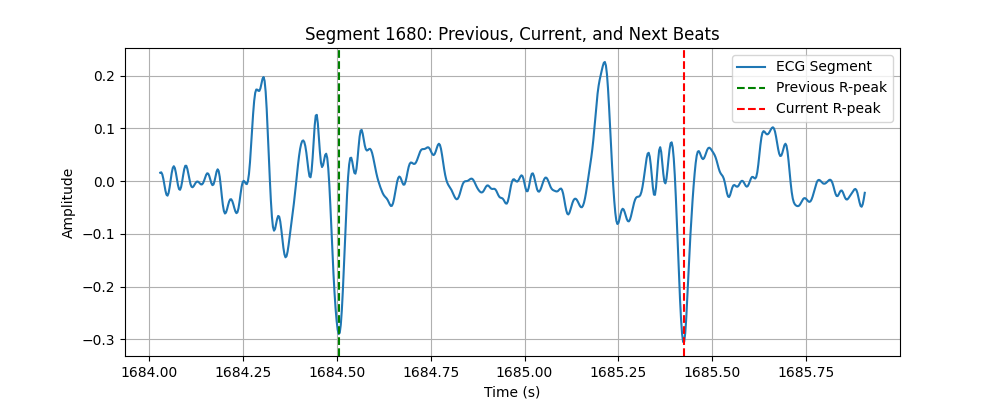 Segment 1680: Previous, Current, and Next Beats
ECG Segment
Previous R-peak
Current R-peak
Amplitude
0.2
0.1
0.0
−0.1
−0.2
−0.3
1684.00 1684.25 1684.50 1684.75 1685.00 1685.25 1685.50 1685.75
Time (s)